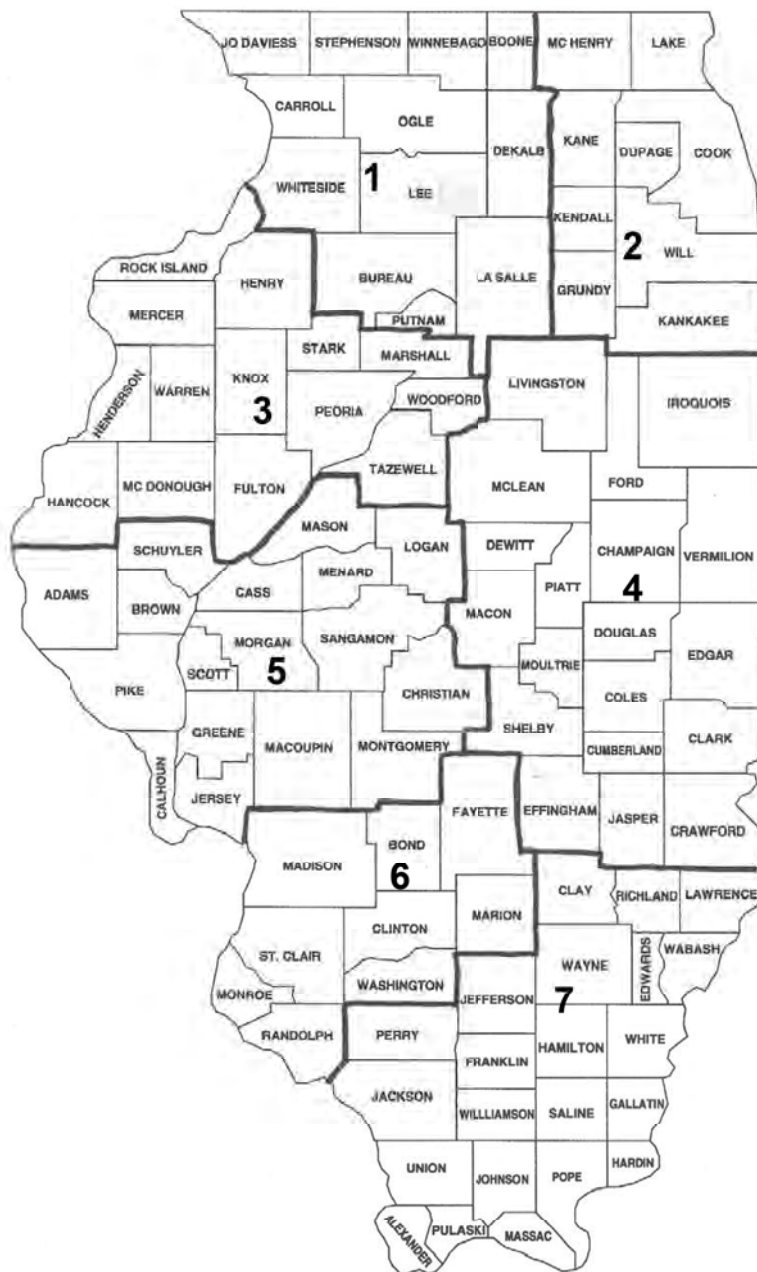 JO DAVIESS STEPHENSON WINNEBAGO BOONE MC HENRY LAKE
CARROLL OGLE DEKALB KANE DUPAGE COOK
WHITESIDE 1 LEE KENDALL 2 WILL
ROCK ISLAND HENRY BUREAU LA SALLE GRUNDY
MERCER PUTNAM KANKAKEE
STARK MARSHALL
HENDERSON WARREN KNOX LIVINGSTON IROQUOIS
3 PEORIA WOODFORD
HANCOCK MC DONOUGH FULTON TAZEWELL MCLEAN FORD
MASON
SCHUYLER LOGAN DEWITT CHAMPAIGN VERMILION
ADAMS BROWN CASS MENARD MACON PIATT 4
MORGAN SANGAMON DOUGLAS EDGAR
PIKE SCOTT 5 CHRISTIAN MOULTRIE COLES
GREENE MACOUPIN MONTGOMERY SHELBY CUMBERLAND CLARK
CALHOUN JERSEY FAYETTE EFFINGHAM JASPER CRAWFORD
MADISON BOND
6 CLAY RICHLAND LAWRENCE
CLINTON MARION
ST. CLAIR WAYNE EDWARDS WABASH
MONROE WASHINGTON JEFFERSON 7
RANDOLPH PERRY HAMILTON WHITE
FRANKLIN
JACKSON WILLLIAMSON SALINE GALLATIN
UNION JOHNSON POPE HARDIN
ALEXANDER PULASKI MASSAC